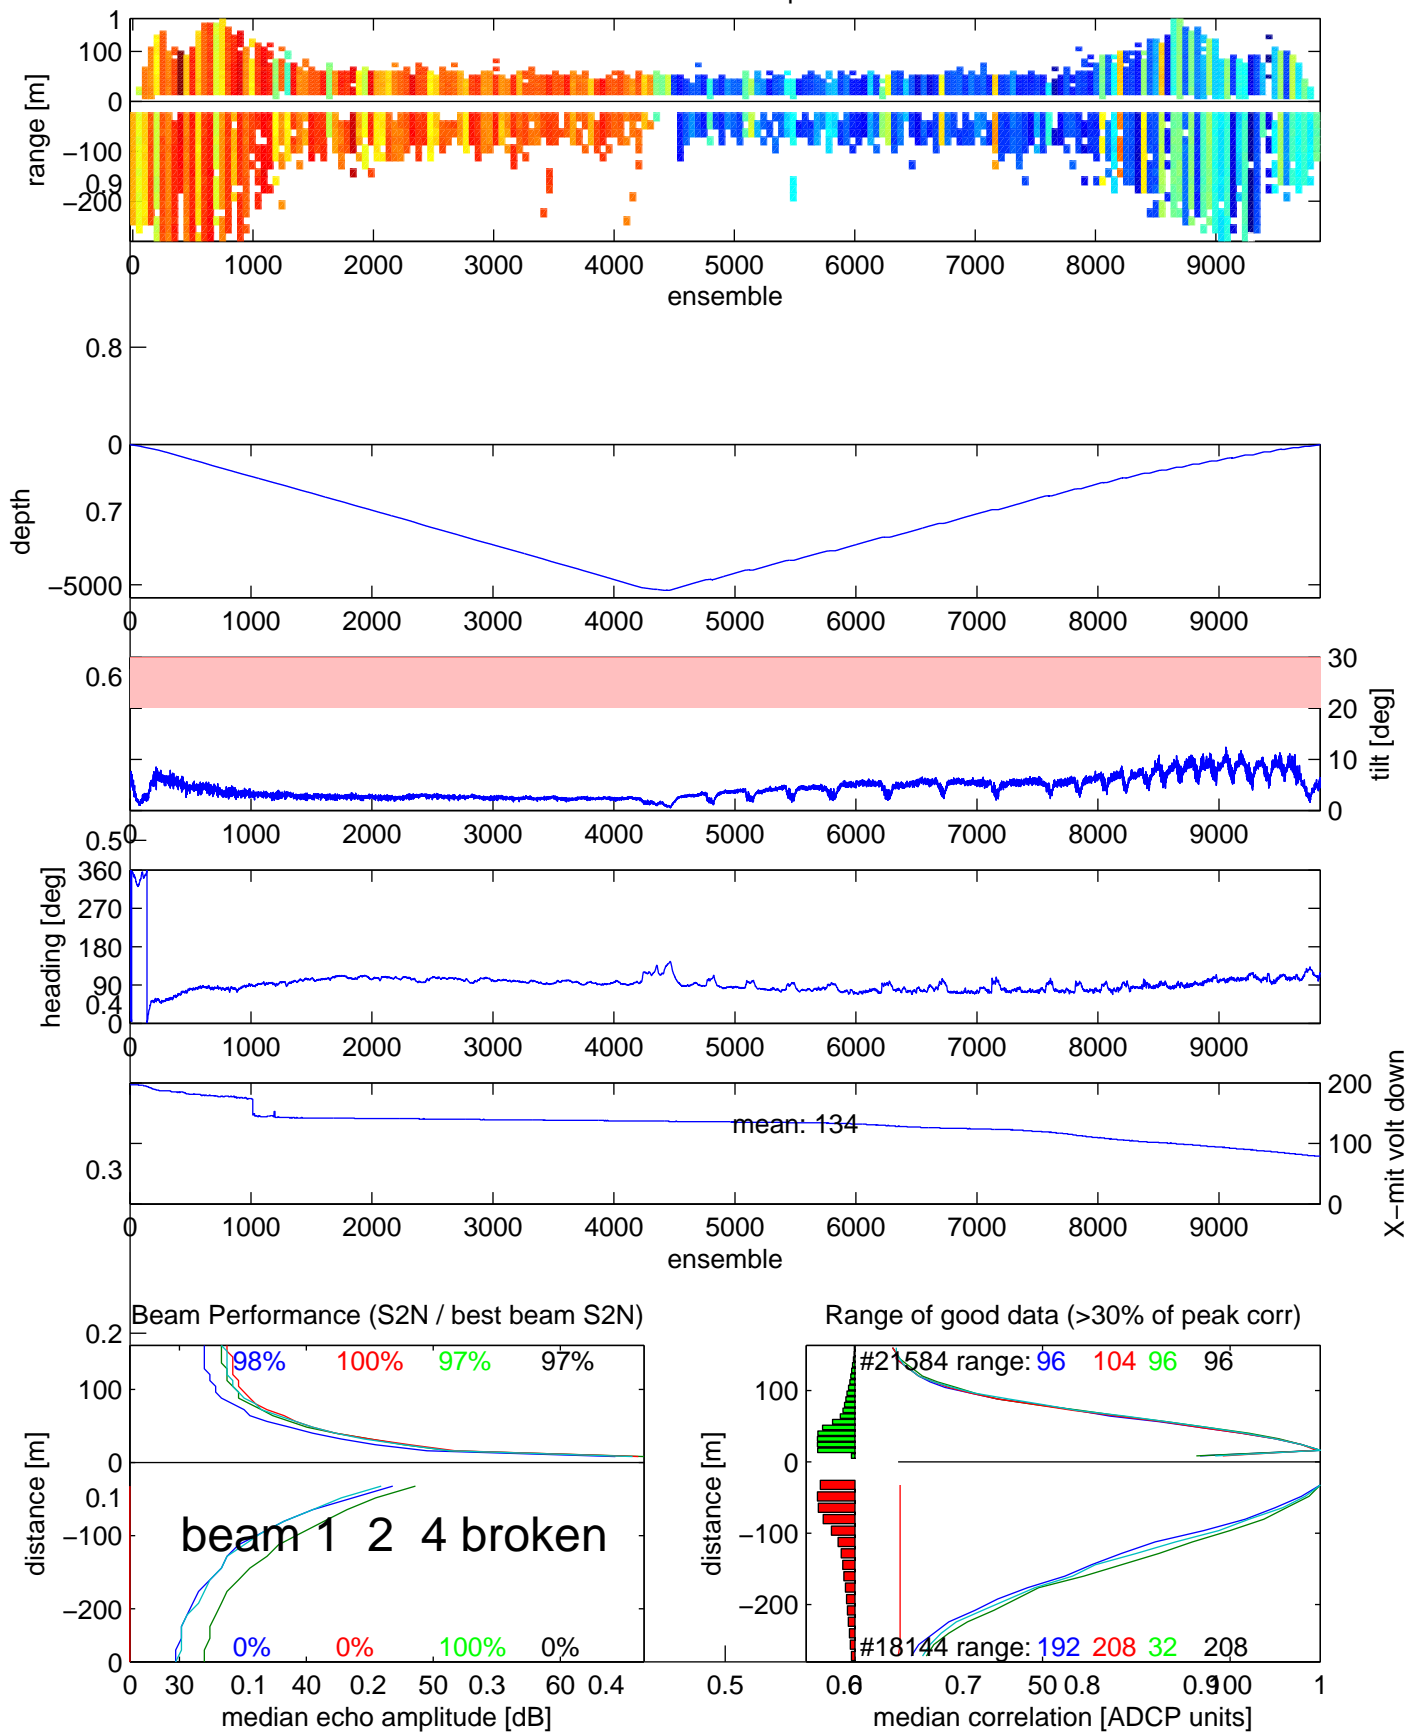 1
100
0
−100
0.9
−200
range [m]
0 1000 2000 3000 4000 5000 6000 7000 8000 9000
ensemble
0.8
0
0.7
−5000
depth
0 1000 2000 3000 4000 5000 6000 7000 8000 9000
0.6
30
20
10
0
tilt [deg]
0 1000 2000 3000 4000 5000 6000 7000 8000 9000
0.5
360
270
180
90
0.4
0
heading [deg]
0 1000 2000 3000 4000 5000 6000 7000 8000 9000
200
100
0
X−mit volt down
mean: 134
0.3
0 1000 2000 3000 4000 5000 6000 7000 8000 9000
ensemble
Beam Performance (S2N / best beam S2N)
0.2
98% 100% 97% 97%
100
0
0.1
−100
−200
0
distance [m]
beam 1 2 4 broken
0% 0% 100% 0%
0 30 0.1 40 0.2 50 0.3 60 0.4 0.5
median echo amplitude [dB]
Range of good data (>30% of peak corr)
#21584 range: 96 104 96 96
100
0
−100
−200
distance [m]
#18144 range: 192 208 32 208
0.6 0.7 50 0.8 0.9 100 1
median correlation [ADCP units]